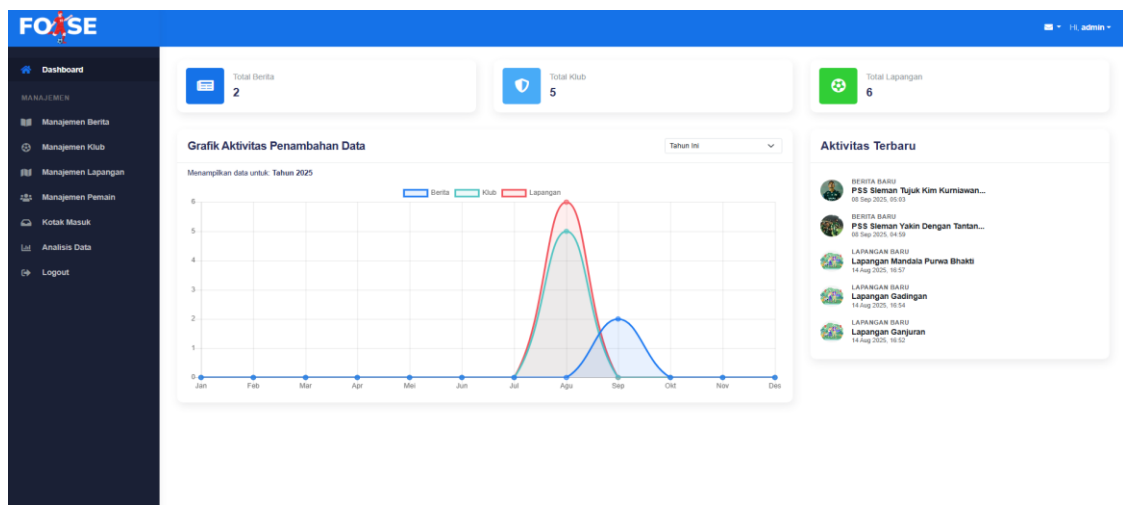 FOSSE
Hi, admin
Dashboard
MANAJEMEN
Manajemen Berita
Manajemen Klub
Manajemen Lapangan
Manajemen Pemain
Kotak Masuk
Analisis Data
Logout
Total Berita
2
Total Klub
5
Total Lapangan
6
Grafik Aktivitas Penambahan Data
Tahun Ini
Menampilkan data untuk: Tahun 2025
Berita Klub Lapangan
6
5
4
3
2
1
0
Jan Feb Mar Apr Mei Jun Jul Agu Sep Okt Nov Des
Aktivitas Terbaru
BERITA BARU
PSS Sleman Tujuk Kim Kurniawan...
08 Sep 2025, 05:03
BERITA BARU
PSS Sleman Yakin Dengan Tantan...
08 Sep 2025, 04:59
LAPANGAN BARU
Lapangan Mandala Purwa Bhakti
14 Aug 2025, 16:57
LAPANGAN BARU
Lapangan Gadingan
14 Aug 2025, 16:54
LAPANGAN BARU
Lapangan Ganjuran
14 Aug 2025, 16:52